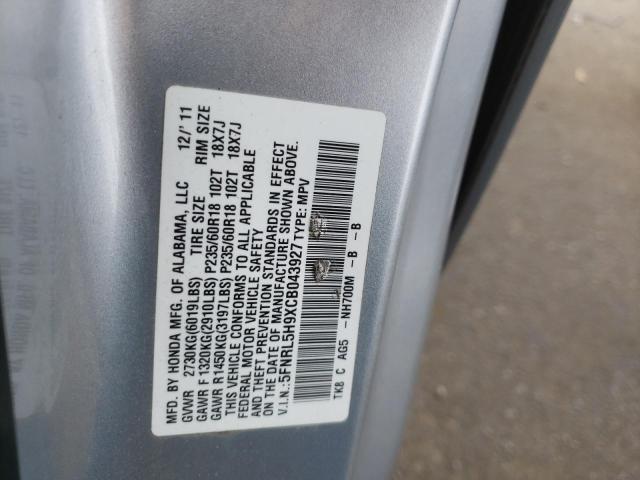 MFD. BY HONDA MFG. OF ALABAMA, LLC 12/'11
GVWR 2730KG(6019LBS) TIRE SIZE RIM SIZE
GAWR F 1320KG(2910LBS) P235/60R18 102T 18X7J
GAWR R 1450KG(3197LBS) P235/60R18 102T 18X7J
THIS VEHICLE CONFORMS TO ALL APPLICABLE
FEDERAL MOTOR VEHICLE SAFETY
AND THEFT PREVENTION STANDARDS IN EFFECT
ON THE DATE OF MANUFACTURE SHOWN ABOVE.
V.I.N.:5FNRL5H9XCB043927 TYPE: MPV
TK8 C AG5 -NH700M -B -B